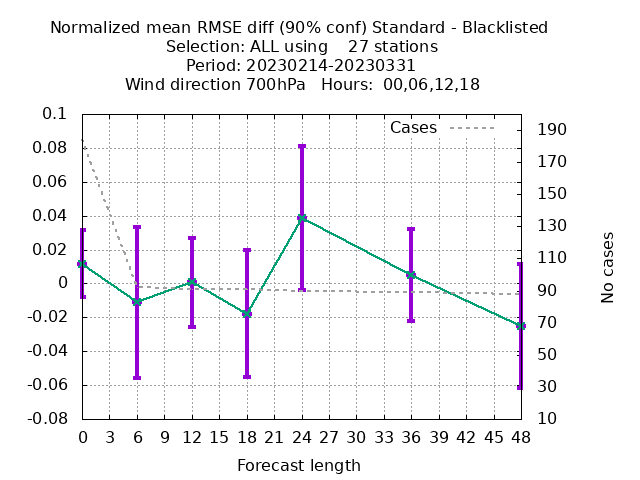 Normalized mean RMSE diff (90% conf) Standard - Blacklisted
Selection: ALL using    27 stations
Period: 20230214-20230331
Wind direction 700hPa   Hours:  00,06,12,18
0.1
0.08
0.06
0.04
0.02
0
-0.02
-0.04
-0.06
-0.08
Cases
190
170
150
130
110
90
70
50
30
10
No cases
0 3 6 9 12 15 18 21 24 27 30 33 36 39 42 45 48
Forecast length